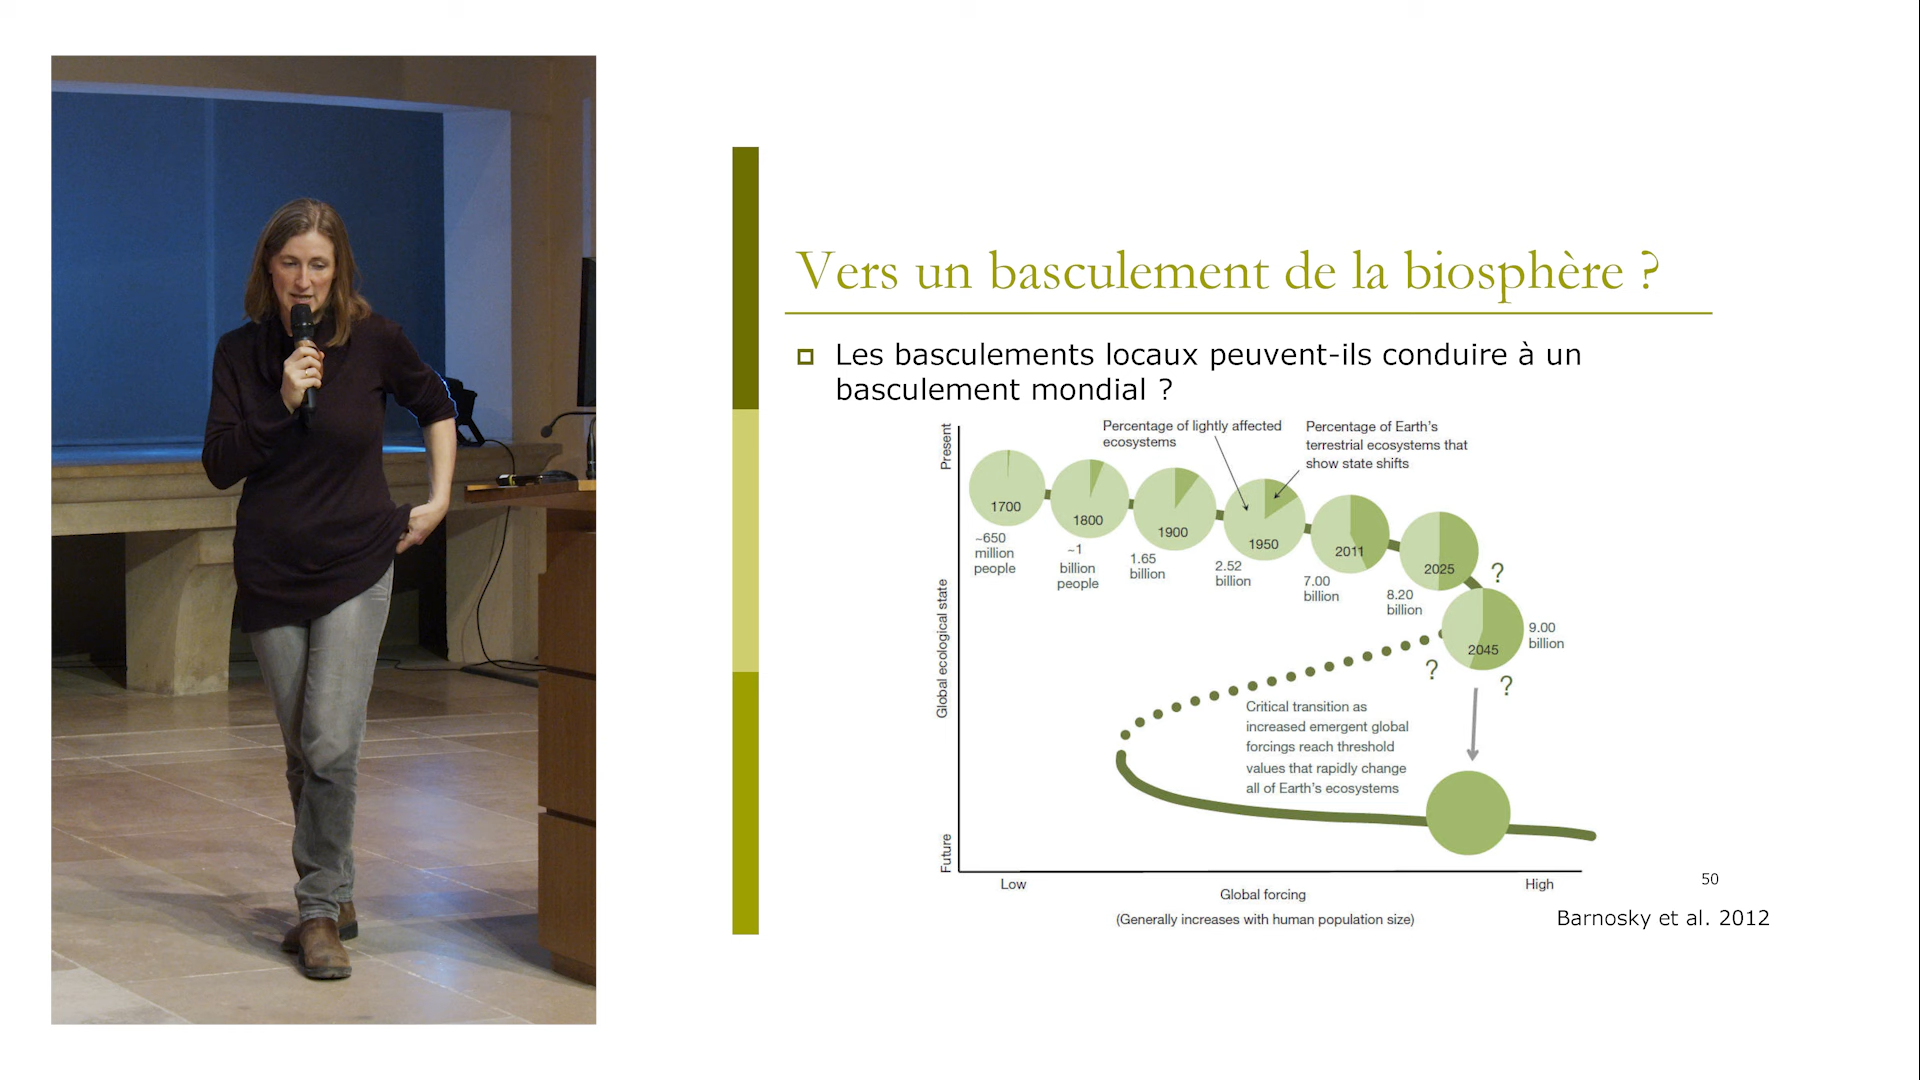 Vers un basculement de la biosphère ?
Les basculements locaux peuvent-ils conduire à un
basculement mondial ?
Present
Global ecological state
Future
Percentage of lightly affected
ecosystems
Percentage of Earth's
terrestrial ecosystems that
show state shifts
1700
1800
1900
1950
2011
2025
2045
~650
million
people
~1
billion
people
1.65
billion
2.52
billion
7.00
billion
8.20
billion
9.00
billion
?
?
?
Critical transition as
increased emergent global
forcings reach threshold
values that rapidly change
all of Earth's ecosystems
Low
High
Global forcing
(Generally increases with human population size)
50
Barnosky et al. 2012